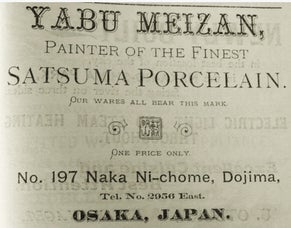 YABU MEIZAN,
PAINTER OF THE FINEST
SATSUMA PORCELAIN.
OUR WARES ALL BEAR THIS MARK.
ONE PRICE ONLY.
No. 197 Naka Ni-chome, Dojima,
Tel. No. 2956 East.
OSAKA, JAPAN.